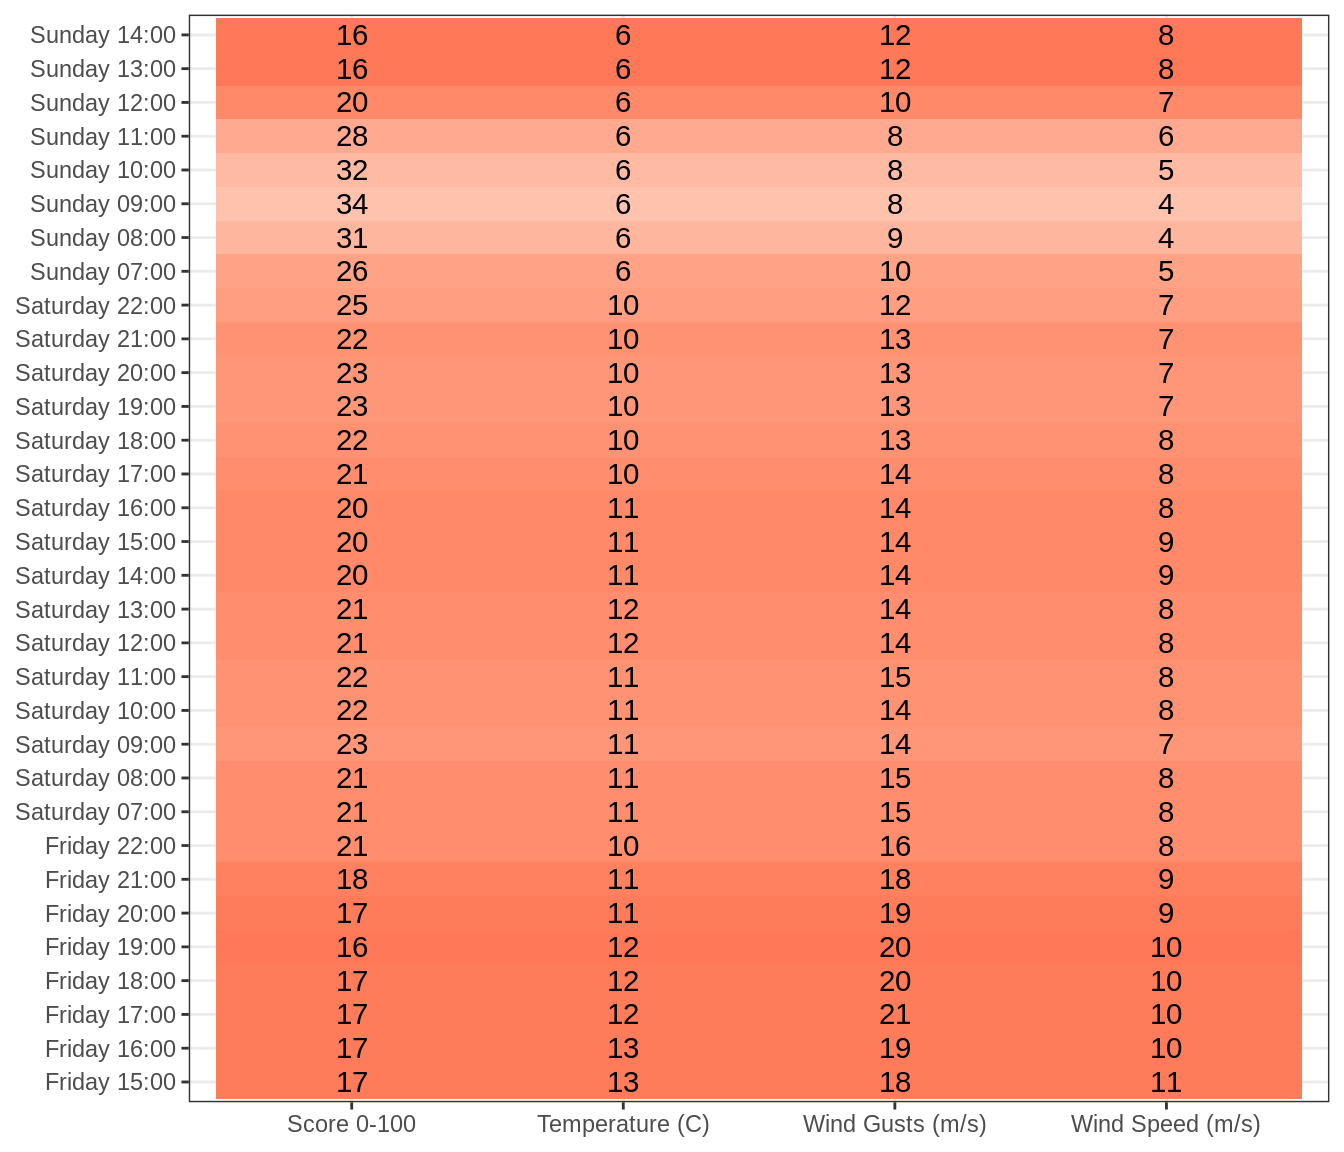 Sunday 14:00 16 6 12 8
Sunday 13:00 16 6 12 8
Sunday 12:00 20 6 10 7
Sunday 11:00 28 6 8 6
Sunday 10:00 32 6 8 5
Sunday 09:00 34 6 8 4
Sunday 08:00 31 6 9 4
Sunday 07:00 26 6 10 5
Saturday 22:00 25 10 12 7
Saturday 21:00 22 10 13 7
Saturday 20:00 23 10 13 7
Saturday 19:00 23 10 13 7
Saturday 18:00 22 10 13 8
Saturday 17:00 21 10 14 8
Saturday 16:00 20 11 14 8
Saturday 15:00 20 11 14 9
Saturday 14:00 20 11 14 9
Saturday 13:00 21 12 14 8
Saturday 12:00 21 12 14 8
Saturday 11:00 22 11 15 8
Saturday 10:00 22 11 14 8
Saturday 09:00 23 11 14 7
Saturday 08:00 21 11 15 8
Saturday 07:00 21 11 15 8
Friday 22:00 21 10 16 8
Friday 21:00 18 11 18 9
Friday 20:00 17 11 19 9
Friday 19:00 16 12 20 10
Friday 18:00 17 12 20 10
Friday 17:00 17 12 21 10
Friday 16:00 17 13 19 10
Friday 15:00 17 13 18 11
Score 0-100 Temperature (C) Wind Gusts (m/s) Wind Speed (m/s)